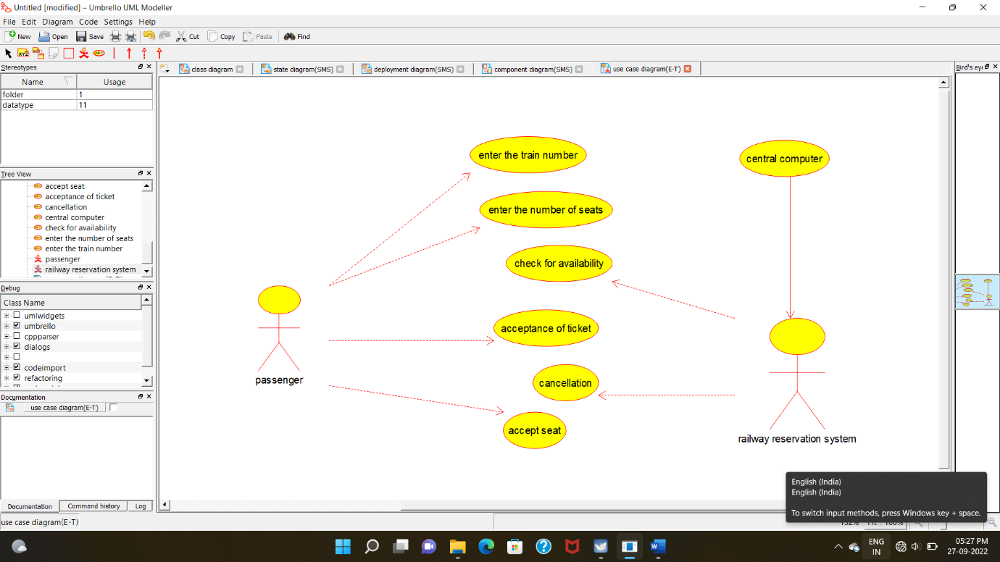 Untitled [modified] – Umbrello UML Modeller
File Edit Diagram Code Settings Help
New Open Save Cut Copy Paste Find
XYZ ABC
Stereotypes
Name Usage
folder 1
datatype 11
Tree View
accept seat
acceptance of ticket
cancellation
central computer
check for availability
enter the number of seats
enter the train number
passenger
railway reservation system
Debug
Class Name
umlwidgets
umbrello
cppparser
dialogs
codeimport
refactoring
Documentation
use case diagram(E-T)
Documentation Command history Log
use case diagram(E-T)
class diagram state diagram(SMS) deployment diagram(SMS) component diagram(SMS) use case diagram(E-T)
Bird's eye
enter the train number
central computer
enter the number of seats
check for availability
acceptance of ticket
passenger
cancellation
accept seat
railway reservation system
English (India)
English (India)
To switch input methods, press Windows key + space.
ENG
IN
05:27 PM
27-09-2022